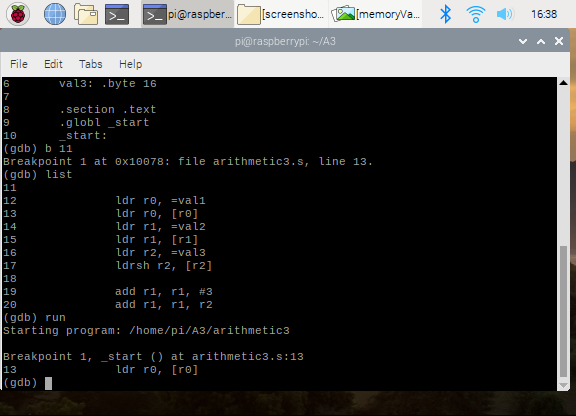 pi@raspber...
[screensho...
[memoryVa...
16:38
pi@raspberrypi: ~/A3
File Edit Tabs Help
6 val3: .byte 16
7
8 .section .text
9 .globl _start
10 _start:
(gdb) b 11
Breakpoint 1 at 0x10078: file arithmetic3.s, line 13.
(gdb) list
11
12 ldr r0, =val1
13 ldr r0, [r0]
14 ldr r1, =val2
15 ldr r1, [r1]
16 ldr r2, =val3
17 ldrsh r2, [r2]
18
19 add r1, r1, #3
20 add r1, r1, r2
(gdb) run
Starting program: /home/pi/A3/arithmetic3
Breakpoint 1, _start () at arithmetic3.s:13
13 ldr r0, [r0]
(gdb)